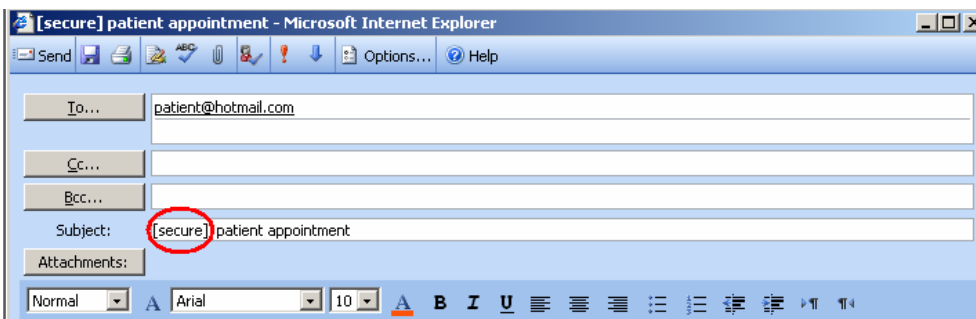 [secure] patient appointment - Microsoft Internet Explorer
Send ABC Options... Help
To... patient@hotmail.com
Cc...
Bcc...
Subject: [secure] patient appointment
Attachments:
Normal A Arial 10 A B I U